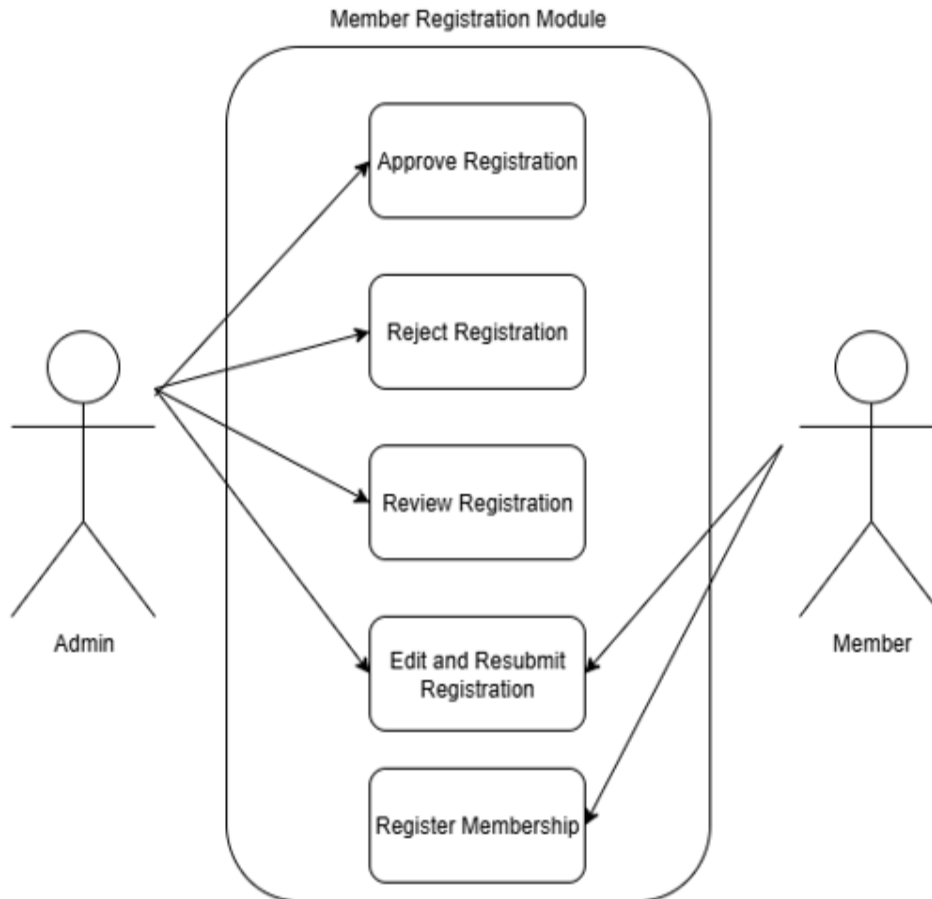 Member Registration Module
Approve Registration
Reject Registration
Review Registration
Admin
Member
Edit and Resubmit
Registration
Register Membership